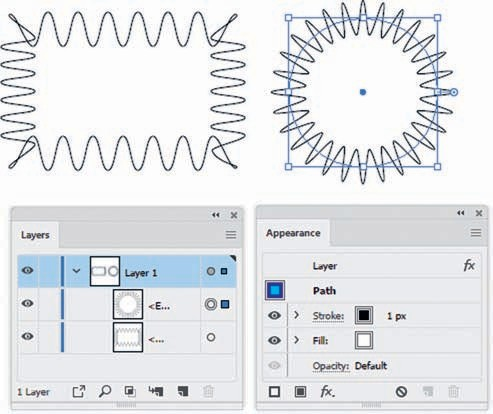 Layers
Layer 1
<E...
<...
1 Layer
Appearance
Layer fx
Path
Stroke: 1 px
Fill:
Opacity: Default
fx